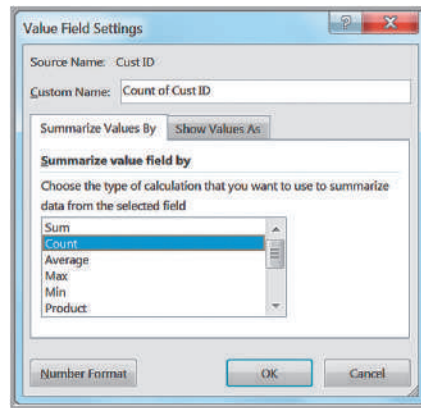 Value Field Settings
Source Name: Cust ID
Custom Name: Count of Cust ID
Summarize Values By Show Values As
Summarize value field by
Choose the type of calculation that you want to use to summarize
data from the selected field
Sum
Count
Average
Max
Min
Product
Number Format OK Cancel